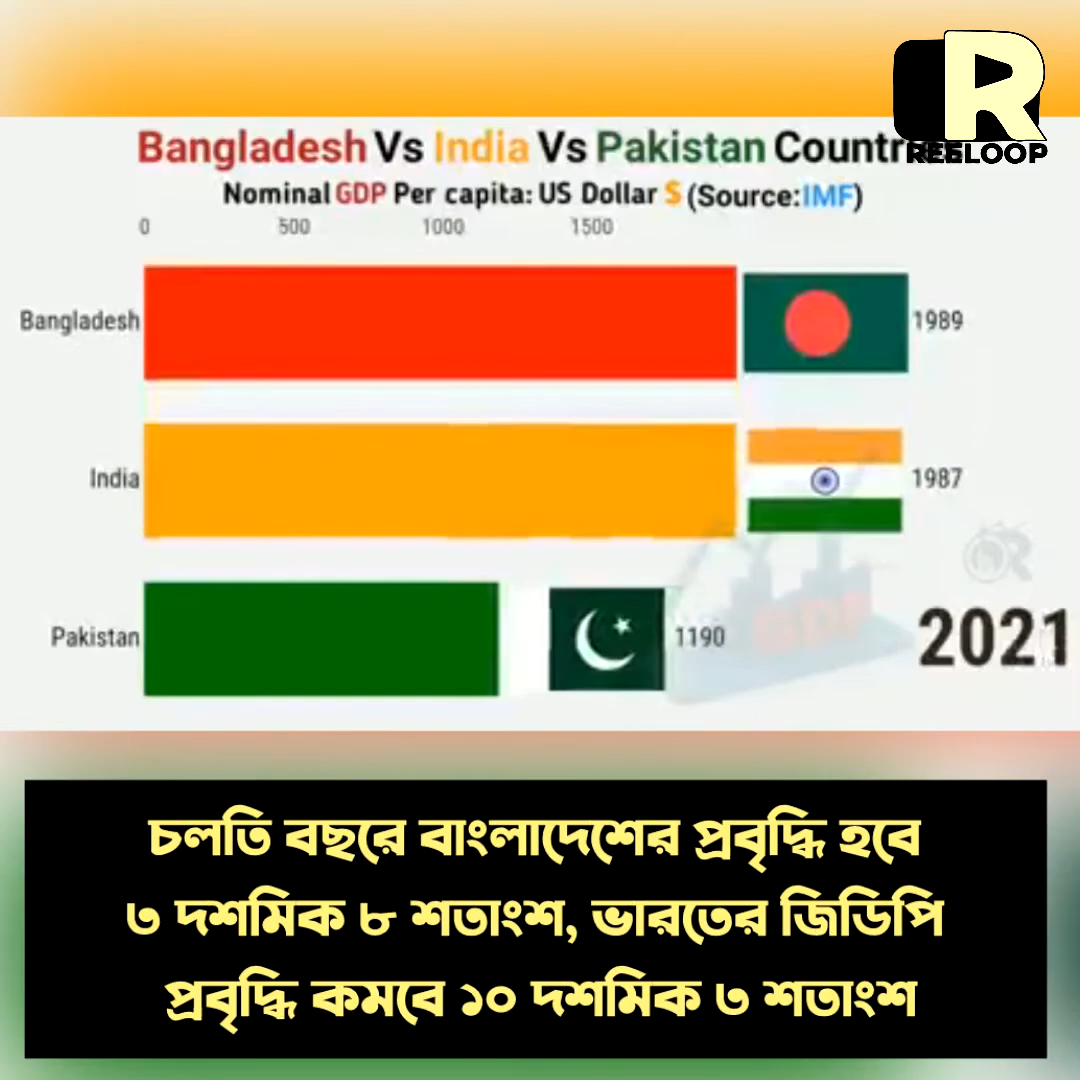 Bangladesh Vs India Vs Pakistan
REELOOP
Nominal GDP Per capita: US Dollar $ (Source:IMF)
0 500 1000 1500
Bangladesh 1989
India 1987
Pakistan 1190
2021
চলতি বছরে বাংলাদেশের প্রবৃদ্ধি হবে
৩ দশমিক ৮ শতাংশ, ভারতের জিডিপি
প্রবৃদ্ধি কমবে ১০ দশমিক ৩ শতাংশ